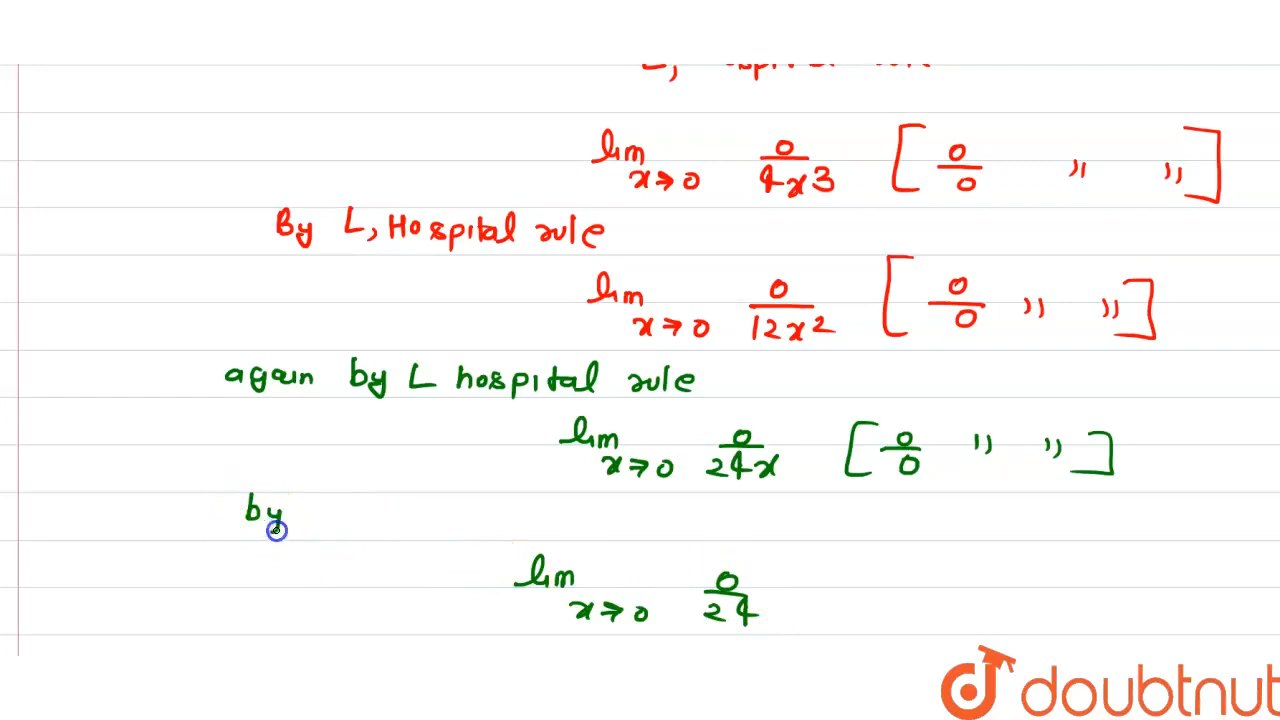 lim x→0 0/4x3 [0/0 ,, ,,]
By L, Hospital rule
lim x→0 0/12x2 [0/0 ,, ,,]
again by L hospital rule
lim x→0 0/24x [0/0 ,, ,,]
by
lim x→0 0/24
doubtnut